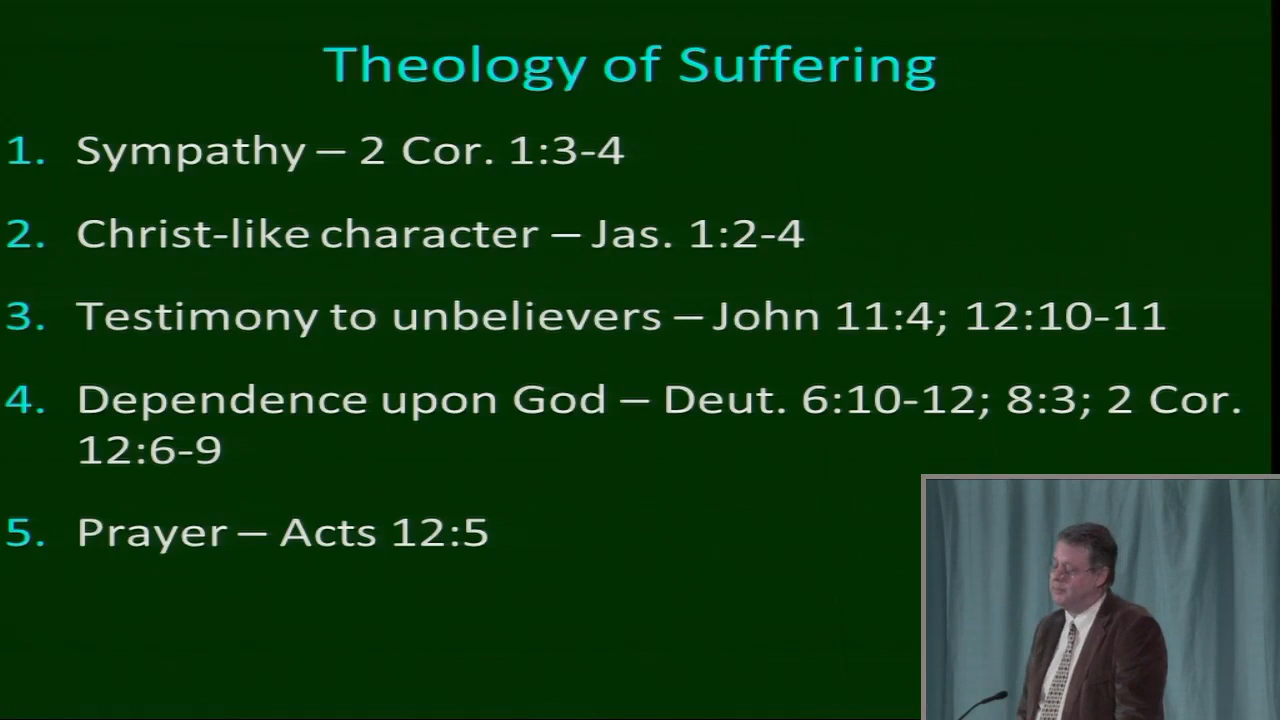 Theology of Suffering
1. Sympathy – 2 Cor. 1:3-4
2. Christ-like character – Jas. 1:2-4
3. Testimony to unbelievers – John 11:4; 12:10-11
4. Dependence upon God – Deut. 6:10-12; 8:3; 2 Cor.
12:6-9
5. Prayer – Acts 12:5